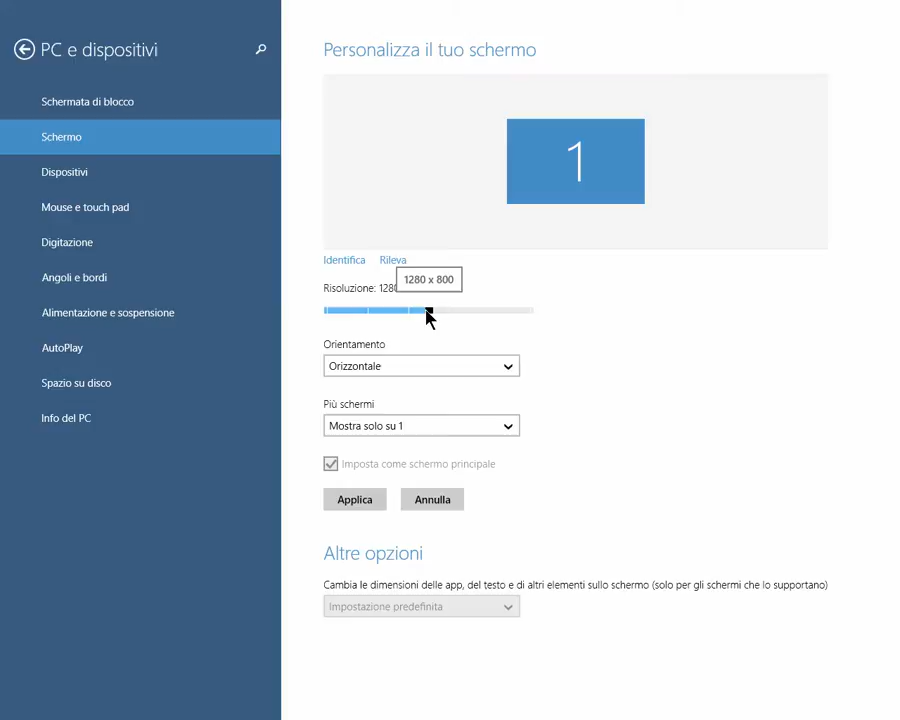 PC e dispositivi
Schermata di blocco
Schermo
Dispositivi
Mouse e touch pad
Digitazione
Angoli e bordi
Alimentazione e sospensione
AutoPlay
Spazio su disco
Info del PC
Personalizza il tuo schermo
1
Identifica Rileva
1280 x 800
Risoluzione: 1280
Orientamento
Orizzontale
Più schermi
Mostra solo su 1
Imposta come schermo principale
Applica Annulla
Altre opzioni
Cambia le dimensioni delle app, del testo e di altri elementi sullo schermo (solo per gli schermi che lo supportano)
Impostazione predefinita